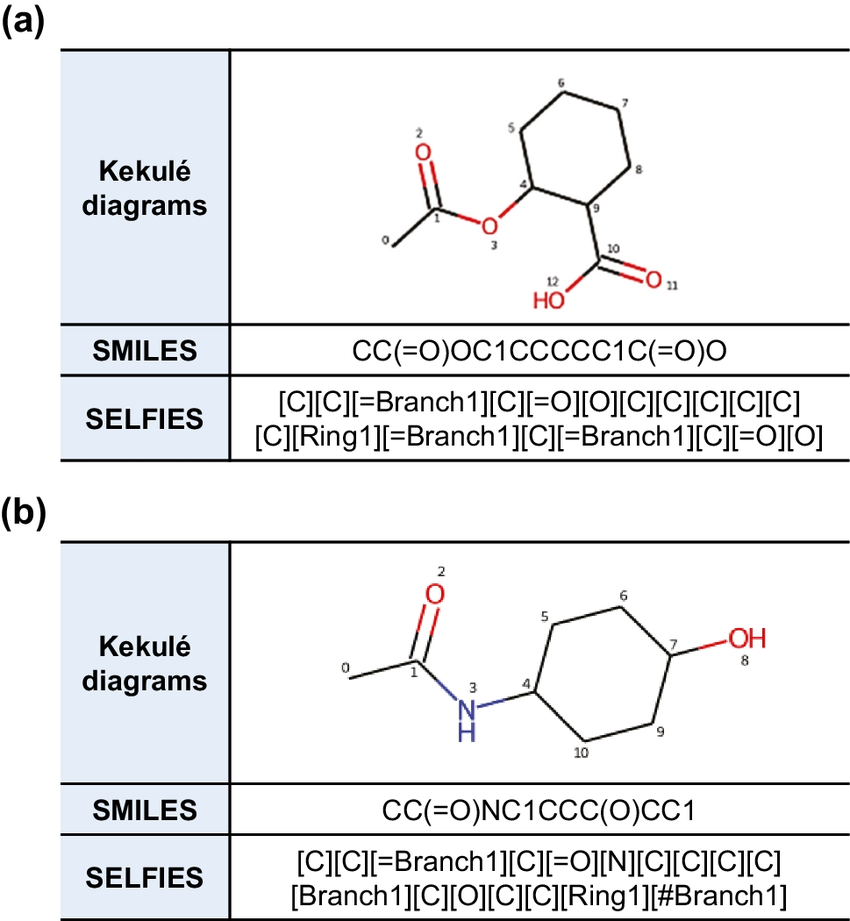 (a)
Kekulé
diagrams
0
1
2
O
O
3
4
5
6
7
8
9
10
O 11
12
HO
SMILES
CC(=O)OC1CCCCC1C(=O)O
SELFIES
[C][C][=Branch1][C][=O][O][C][C][C][C][C]
[C][Ring1][=Branch1][C][=Branch1][C][=O][O]
(b)
Kekulé
diagrams
0
1
2
O
3
N
H
4
5
6
7
OH
8
9
10
SMILES
CC(=O)NC1CCC(O)CC1
SELFIES
[C][C][=Branch1][C][=O][N][C][C][C][C]
[Branch1][C][O][C][C][Ring1][#Branch1]